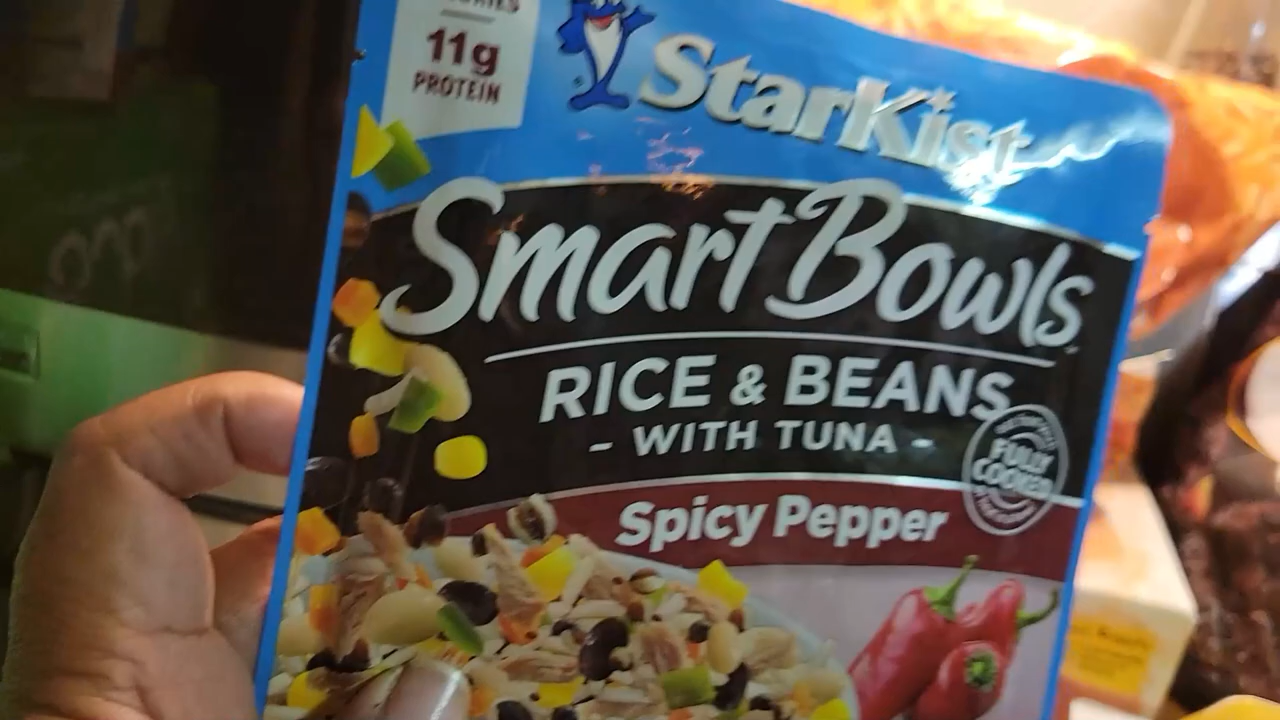 11g
PROTEIN
StarKist
Smart Bowls
RICE & BEANS
- WITH TUNA -
FULLY
COOKED
Spicy Pepper